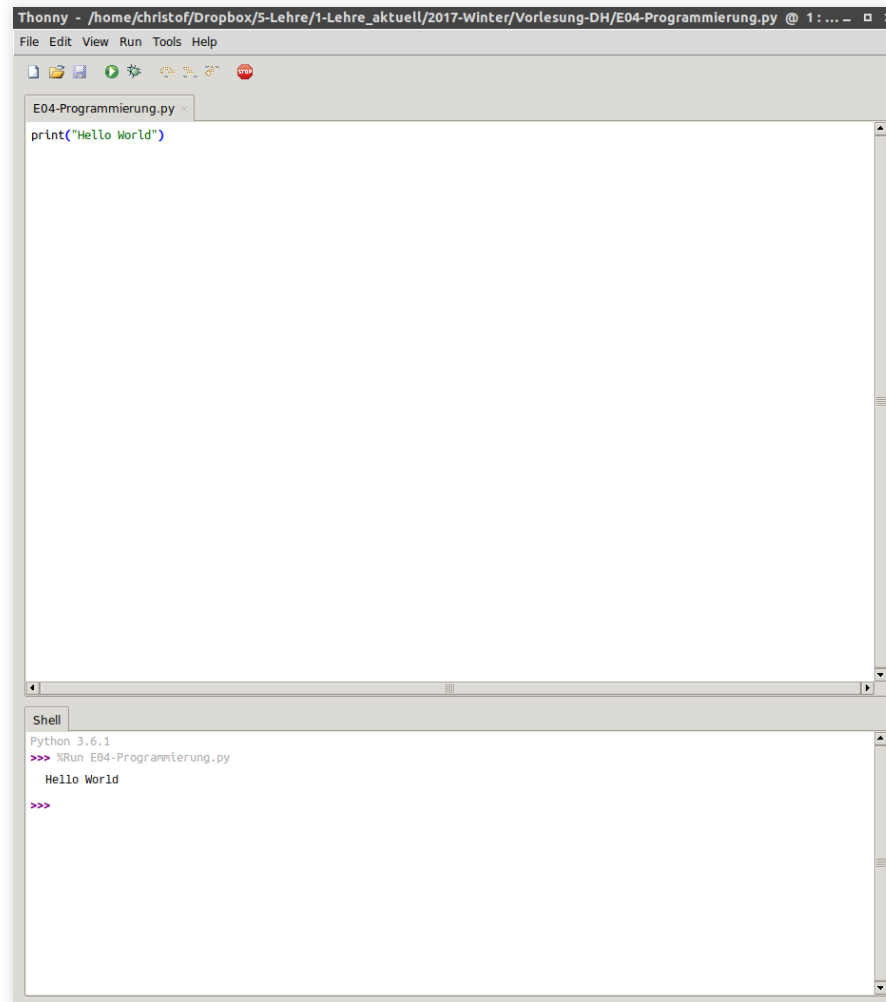 Thonny - /home/christof/Dropbox/5-Lehre/1-Lehre_aktuell/2017-Winter/Vorlesung-DH/E04-Programmierung.py @ 1 : ...
File Edit View Run Tools Help
STOP
E04-Programmierung.py
print("Hello World")
Shell
Python 3.6.1
>>> %Run E04-Programmierung.py
Hello World
>>>